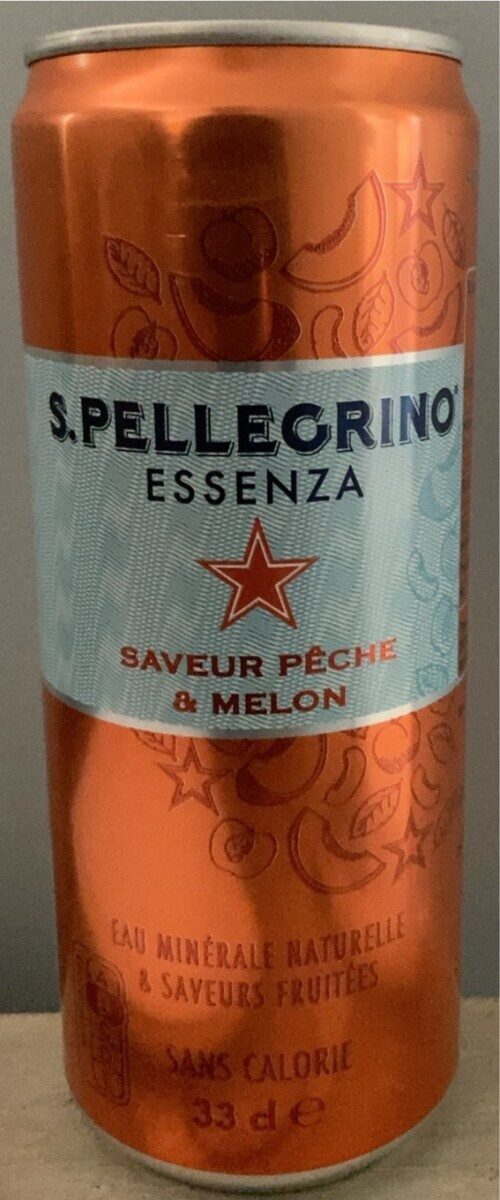 S.PELLEGRINO
ESSENZA
SAVEUR PÊCHE
& MELON
EAU MINÉRALE NATURELLE
& SAVEURS FRUITÉES
SANS CALORIE
33 cl e